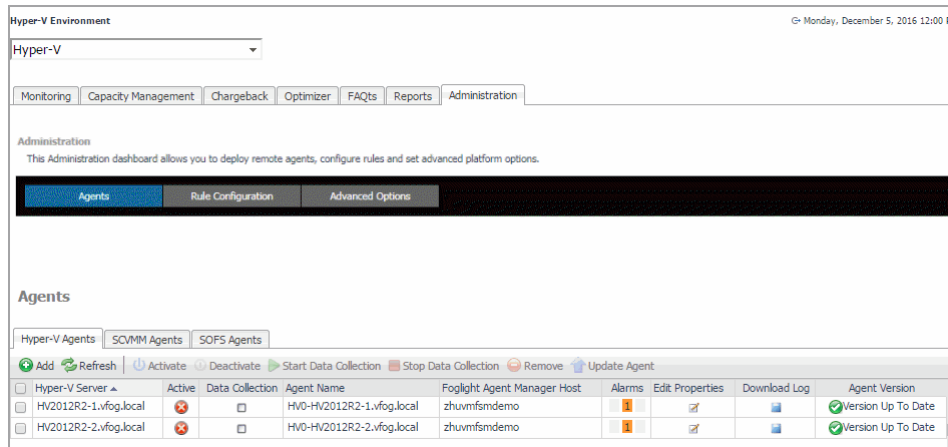 Hyper-V Environment
Monday, December 5, 2016 12:00
Hyper-V
Monitoring Capacity Management Chargeback Optimizer FAQts Reports Administration
Administration
This Administration dashboard allows you to deploy remote agents, configure rules and set advanced platform options.
Agents Rule Configuration Advanced Options
Agents
Hyper-V Agents SCVMM Agents SOFS Agents
Add Refresh Activate Deactivate Start Data Collection Stop Data Collection Remove Update Agent
Hyper-V Server Active Data Collection Agent Name Foglight Agent Manager Host Alarms Edit Properties Download Log Agent Version
HV2012R2-1.vfog.local HV0-HV2012R2-1.vfog.local zhuvmfsmdemo 1 Version Up To Date
HV2012R2-2.vfog.local HV0-HV2012R2-2.vfog.local zhuvmfsmdemo 1 Version Up To Date